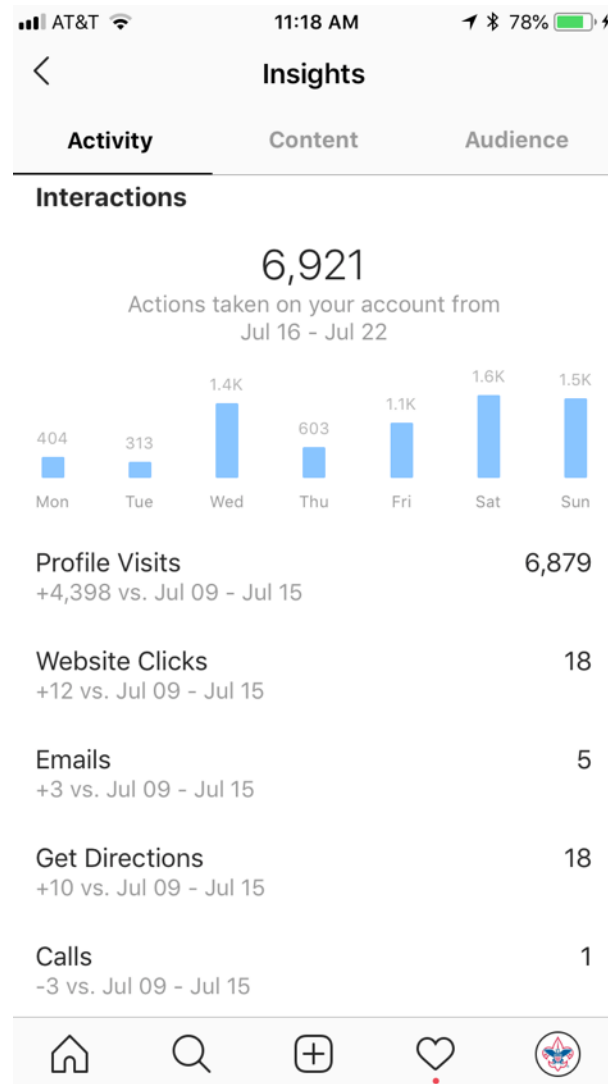 AT&T 11:18 AM 78%
Insights
Activity Content Audience
Interactions
6,921
Actions taken on your account from
Jul 16 - Jul 22
404 313 1.4K 603 1.1K 1.6K 1.5K
Mon Tue Wed Thu Fri Sat Sun
Profile Visits 6,879
+4,398 vs. Jul 09 - Jul 15
Website Clicks 18
+12 vs. Jul 09 - Jul 15
Emails 5
+3 vs. Jul 09 - Jul 15
Get Directions 18
+10 vs. Jul 09 - Jul 15
Calls 1
-3 vs. Jul 09 - Jul 15